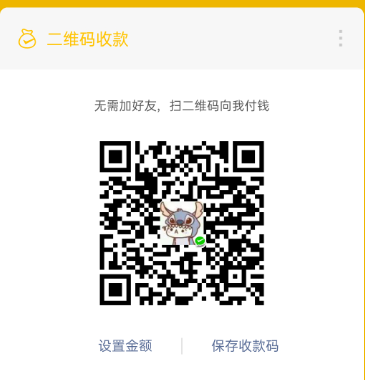 二维码收款
无需加好友，扫二维码向我付钱
设置金额
保存收款码